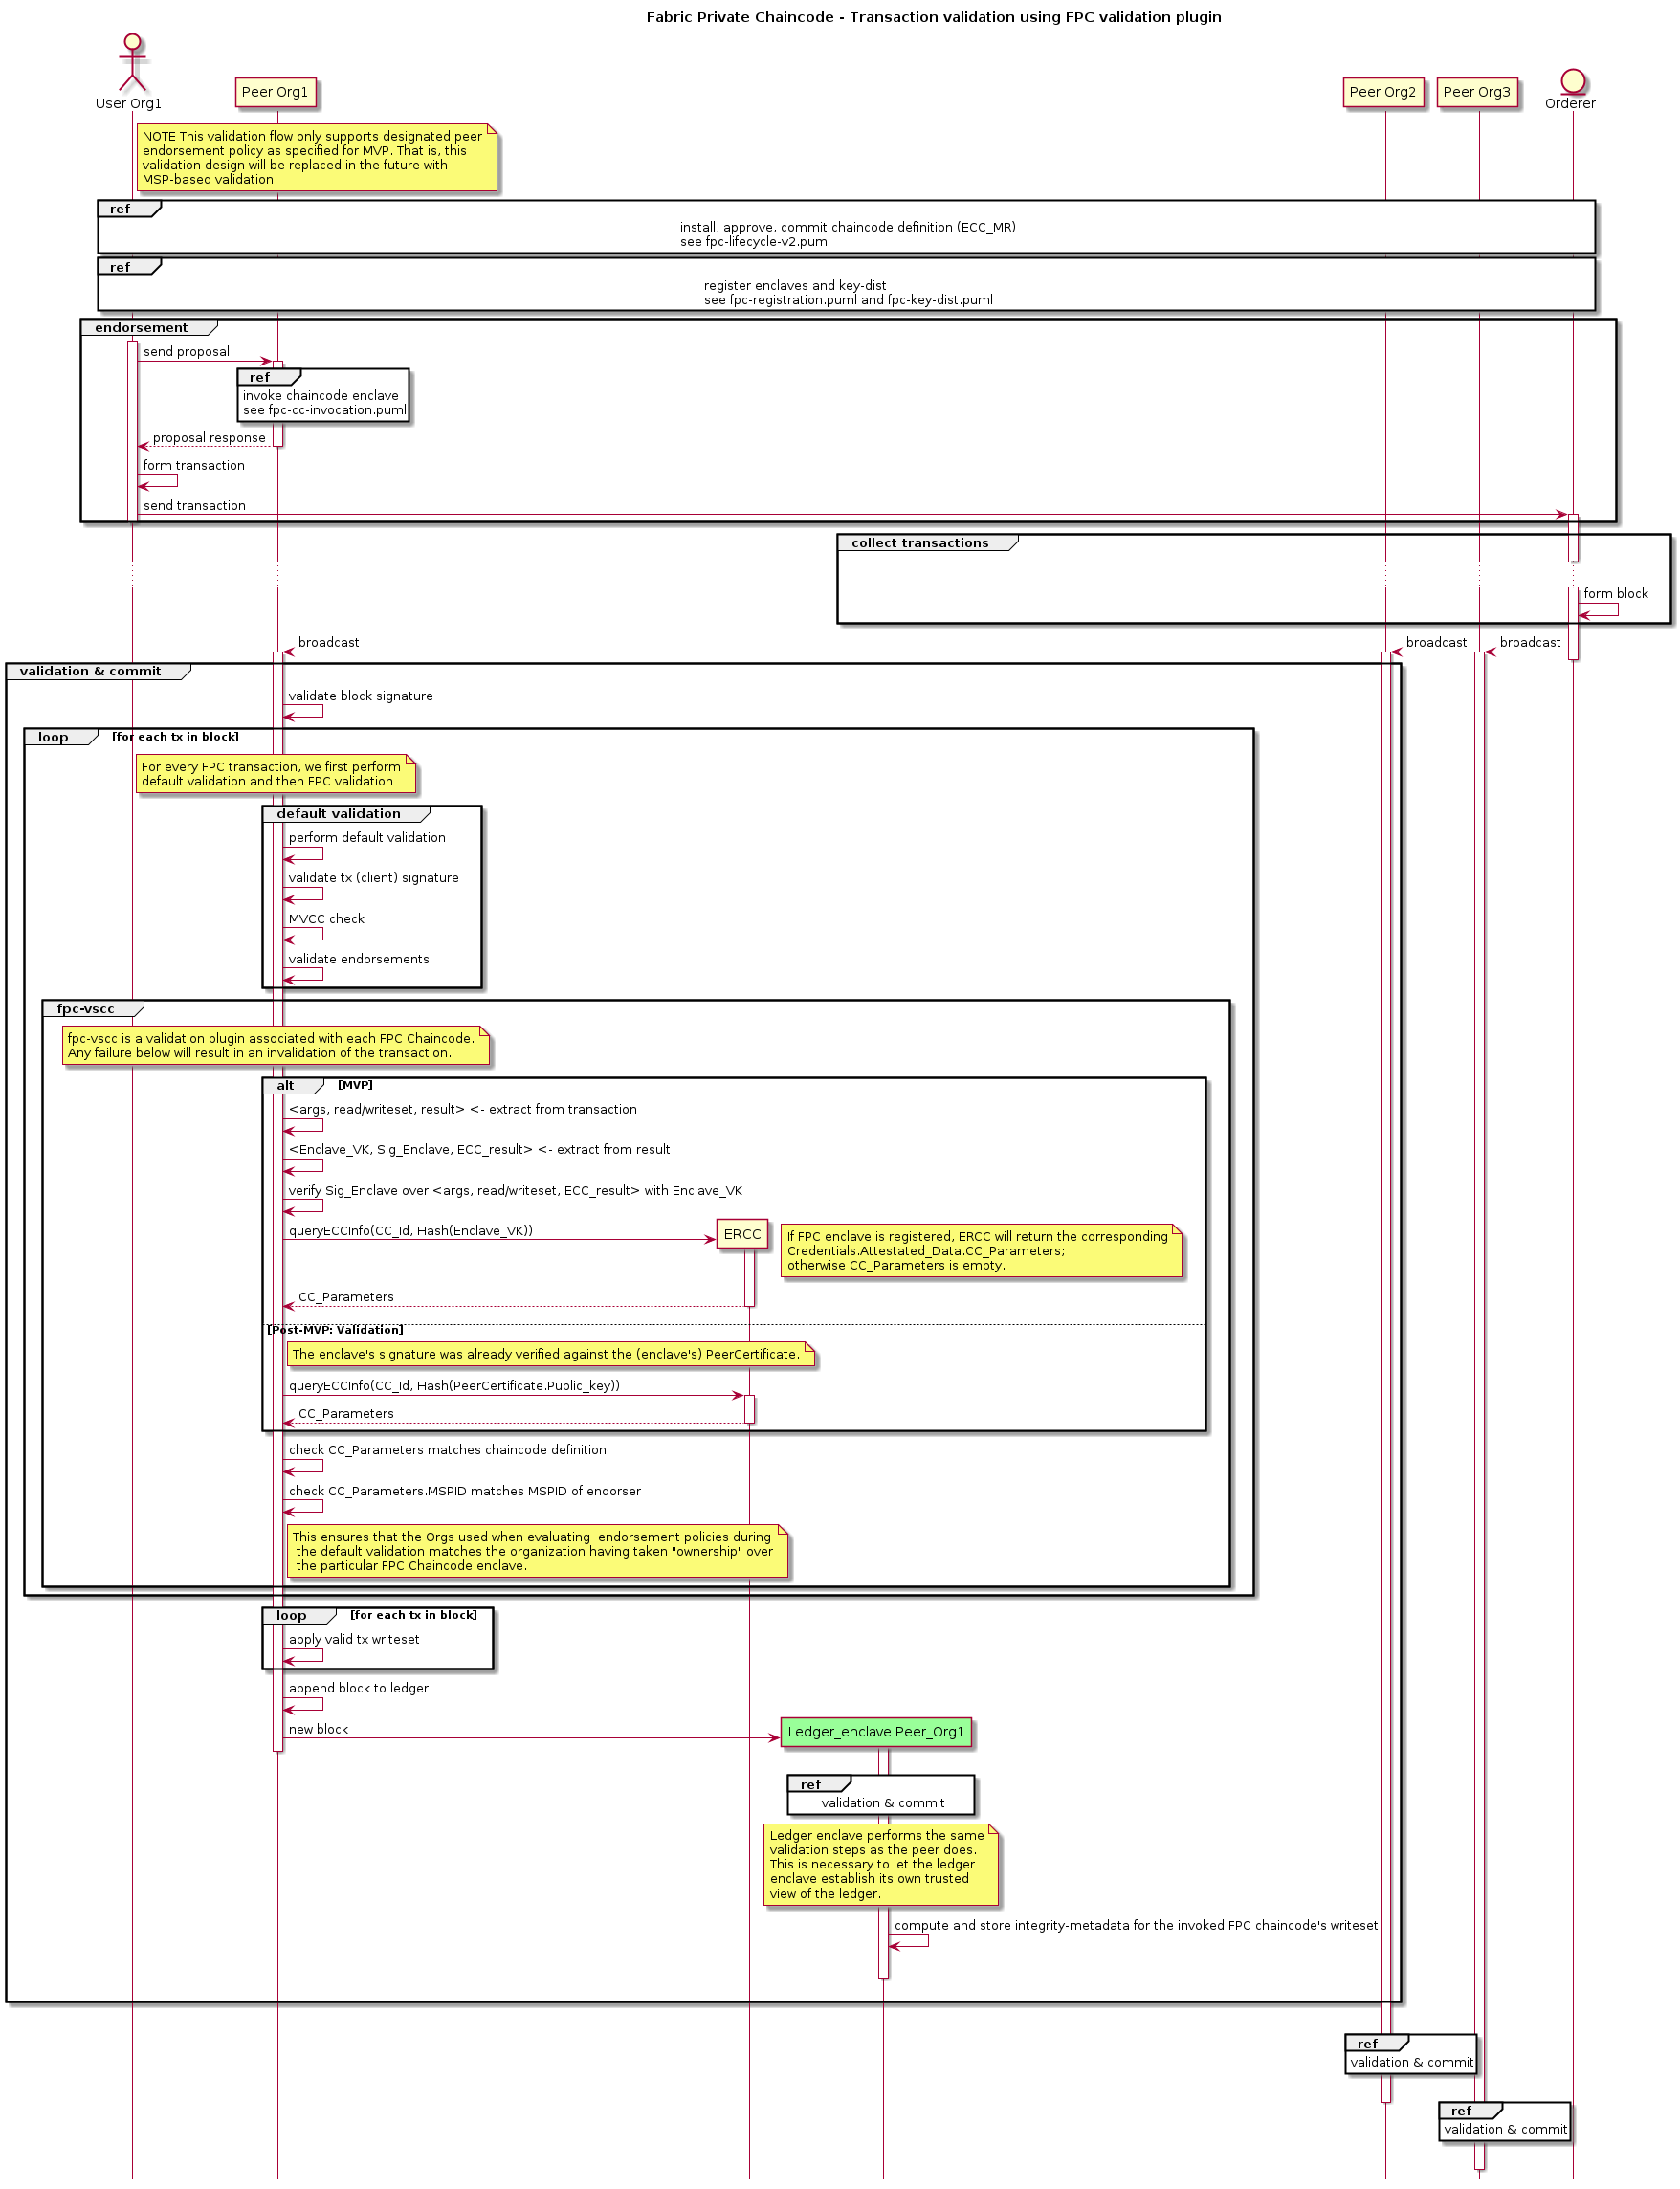 Fabric Private Chaincode - Transaction validation using FPC validation plugin
User Org1
Peer Org1
Peer Org2
Peer Org3
Orderer
NOTE This validation flow only supports designated peer
endorsement policy as specified for MVP. That is, this
validation design will be replaced in the future with
MSP-based validation.
ref
install, approve, commit chaincode definition (ECC_MR)
see fpc-lifecycle-v2.puml
ref
register enclaves and key-dist
see fpc-registration.puml and fpc-key-dist.puml
endorsement
send proposal
ref
invoke chaincode enclave
see fpc-cc-invocation.puml
proposal response
form transaction
send transaction
collect transactions
form block
broadcast
broadcast
broadcast
validation & commit
validate block signature
loop
[for each tx in block]
For every FPC transaction, we first perform
default validation and then FPC validation
default validation
perform default validation
validate tx (client) signature
MVCC check
validate endorsements
fpc-vscc
fpc-vscc is a validation plugin associated with each FPC Chaincode.
Any failure below will result in an invalidation of the transaction.
alt
[MVP]
<args, read/writeset, result> <- extract from transaction
<Enclave_VK, Sig_Enclave, ECC_result> <- extract from result
verify Sig_Enclave over <args, read/writeset, ECC_result> with Enclave_VK
queryECCInfo(CC_Id, Hash(Enclave_VK))
ERCC
If FPC enclave is registered, ERCC will return the corresponding
Credentials.Attestated_Data.CC_Parameters;
otherwise CC_Parameters is empty.
CC_Parameters
[Post-MVP: Validation]
The enclave's signature was already verified against the (enclave's) PeerCertificate.
queryECCInfo(CC_Id, Hash(PeerCertificate.Public_key))
CC_Parameters
check CC_Parameters matches chaincode definition
check CC_Parameters.MSPID matches MSPID of endorser
This ensures that the Orgs used when evaluating  endorsement policies during
the default validation matches the organization having taken "ownership" over
the particular FPC Chaincode enclave.
loop
[for each tx in block]
apply valid tx writeset
append block to ledger
new block
Ledger_enclave Peer_Org1
ref
validation & commit
Ledger enclave performs the same
validation steps as the peer does.
This is necessary to let the ledger
enclave establish its own trusted
view of the ledger.
compute and store integrity-metadata for the invoked FPC chaincode's writeset
ref
validation & commit
ref
validation & commit